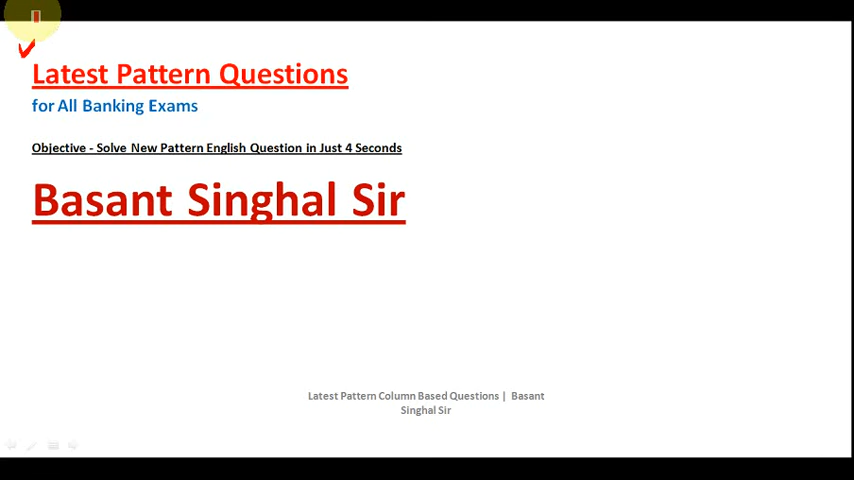 Latest Pattern Questions
for All Banking Exams
Objective - Solve New Pattern English Question in Just 4 Seconds
Basant Singhal Sir
Latest Pattern Column Based Questions | Basant
Singhal Sir